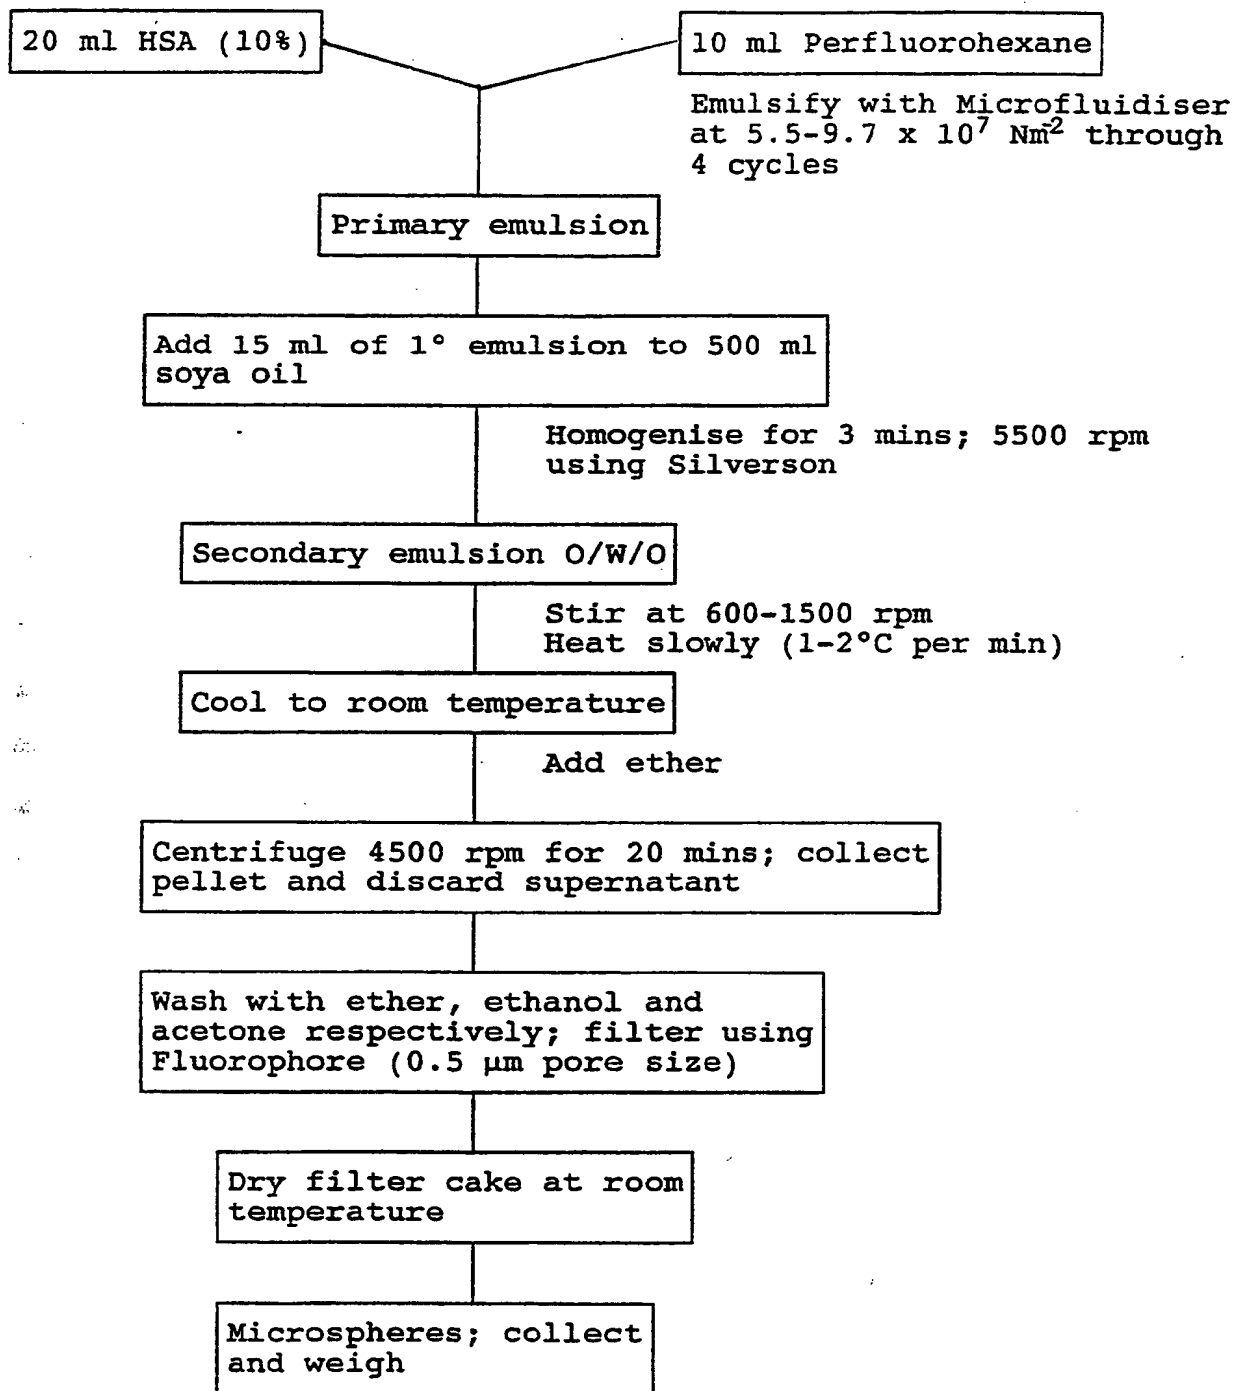 20 ml HSA (10%)
10 ml Perfluorohexane
Emulsify with Microfluidiser
at 5.5-9.7 x 10⁷ Nm⁻² through
4 cycles
Primary emulsion
Add 15 ml of 1° emulsion to 500 ml
soya oil
Homogenise for 3 mins; 5500 rpm
using Silverson
Secondary emulsion O/W/O
Stir at 600-1500 rpm
Heat slowly (1-2°C per min)
Cool to room temperature
Add ether
Centrifuge 4500 rpm for 20 mins; collect
pellet and discard supernatant
Wash with ether, ethanol and
acetone respectively; filter using
Fluorophore (0.5 µm pore size)
Dry filter cake at room
temperature
Microspheres; collect
and weigh